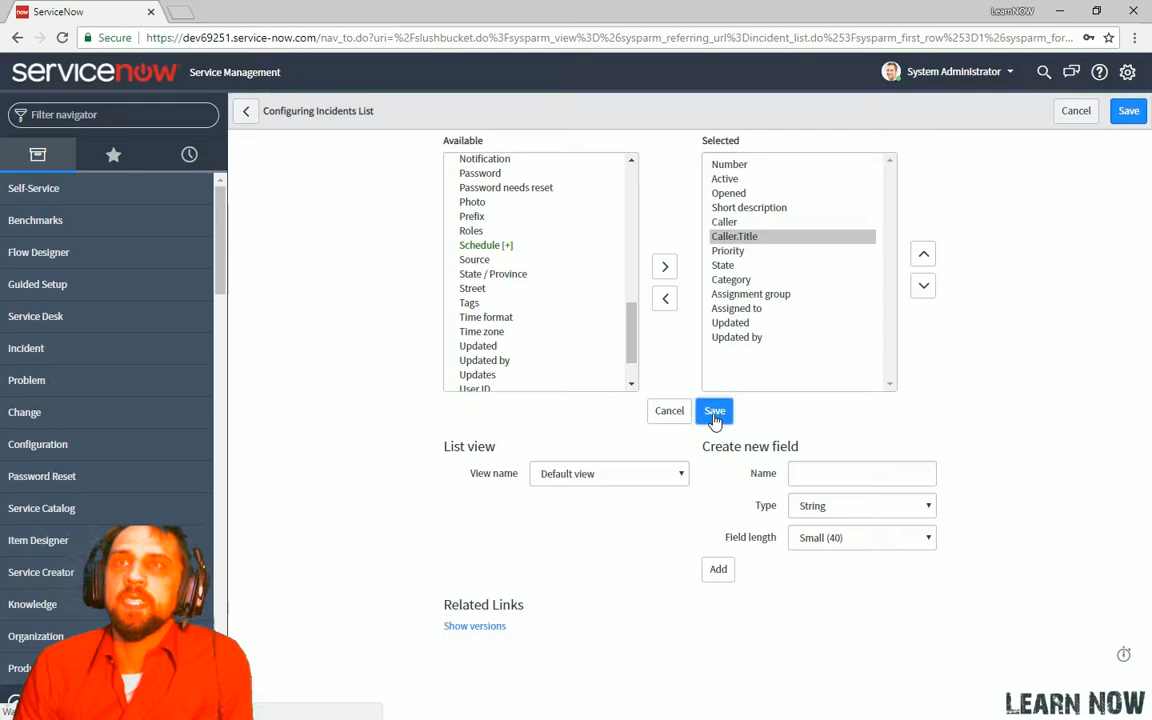 now ServiceNow
LearnNOW
Secure https://dev69251.service-now.com/nav_to.do?uri=%2Fslushbucket.do%3Fsysparm_view%3D%26sysparm_referring_url%3Dincident_list.do%253Fsysparm_first_row%253D1%26sysparm_for...
servicenow Service Management
System Administrator
Filter navigator
Configuring Incidents List
Cancel Save
Self-Service
Benchmarks
Flow Designer
Guided Setup
Service Desk
Incident
Problem
Change
Configuration
Password Reset
Service Catalog
Item Designer
Service Creator
Knowledge
Organization
Available
Notification
Password
Password needs reset
Photo
Prefix
Roles
Schedule [+]
Source
State / Province
Street
Tags
Time format
Time zone
Updated
Updated by
Updates
User ID
Selected
Number
Active
Opened
Short description
Caller
Caller.Title
Priority
State
Category
Assignment group
Assigned to
Updated
Updated by
Cancel Save
List view
View name Default view
Create new field
Name
Type String
Field length Small (40)
Add
Related Links
Show versions
LEARN NOW